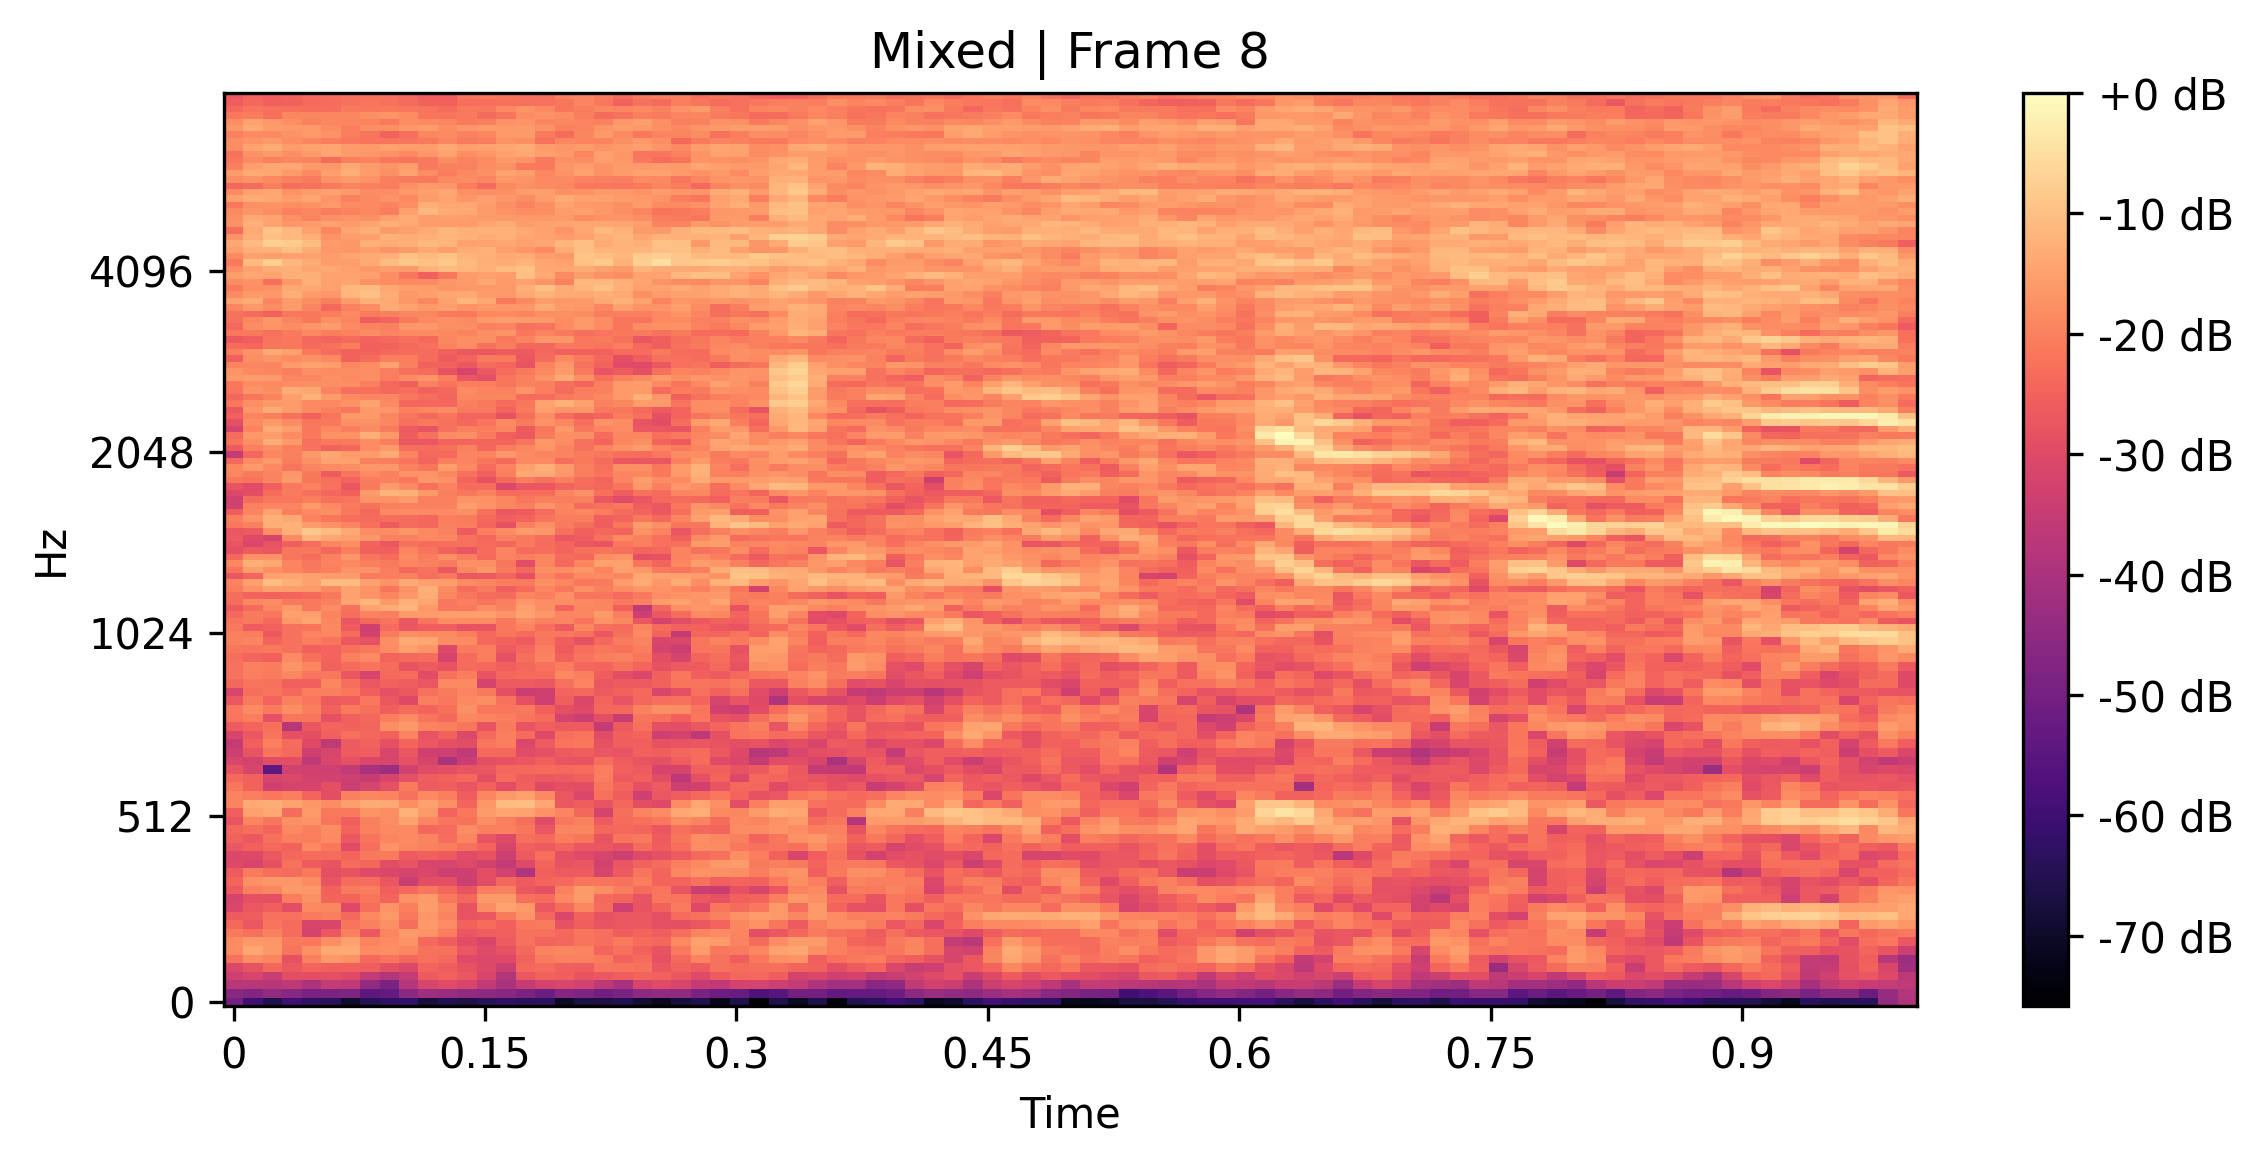 Mixed | Frame 8
Hz
4096
2048
1024
512
0
0 0.15 0.3 0.45 0.6 0.75 0.9
Time
+0 dB
-10 dB
-20 dB
-30 dB
-40 dB
-50 dB
-60 dB
-70 dB